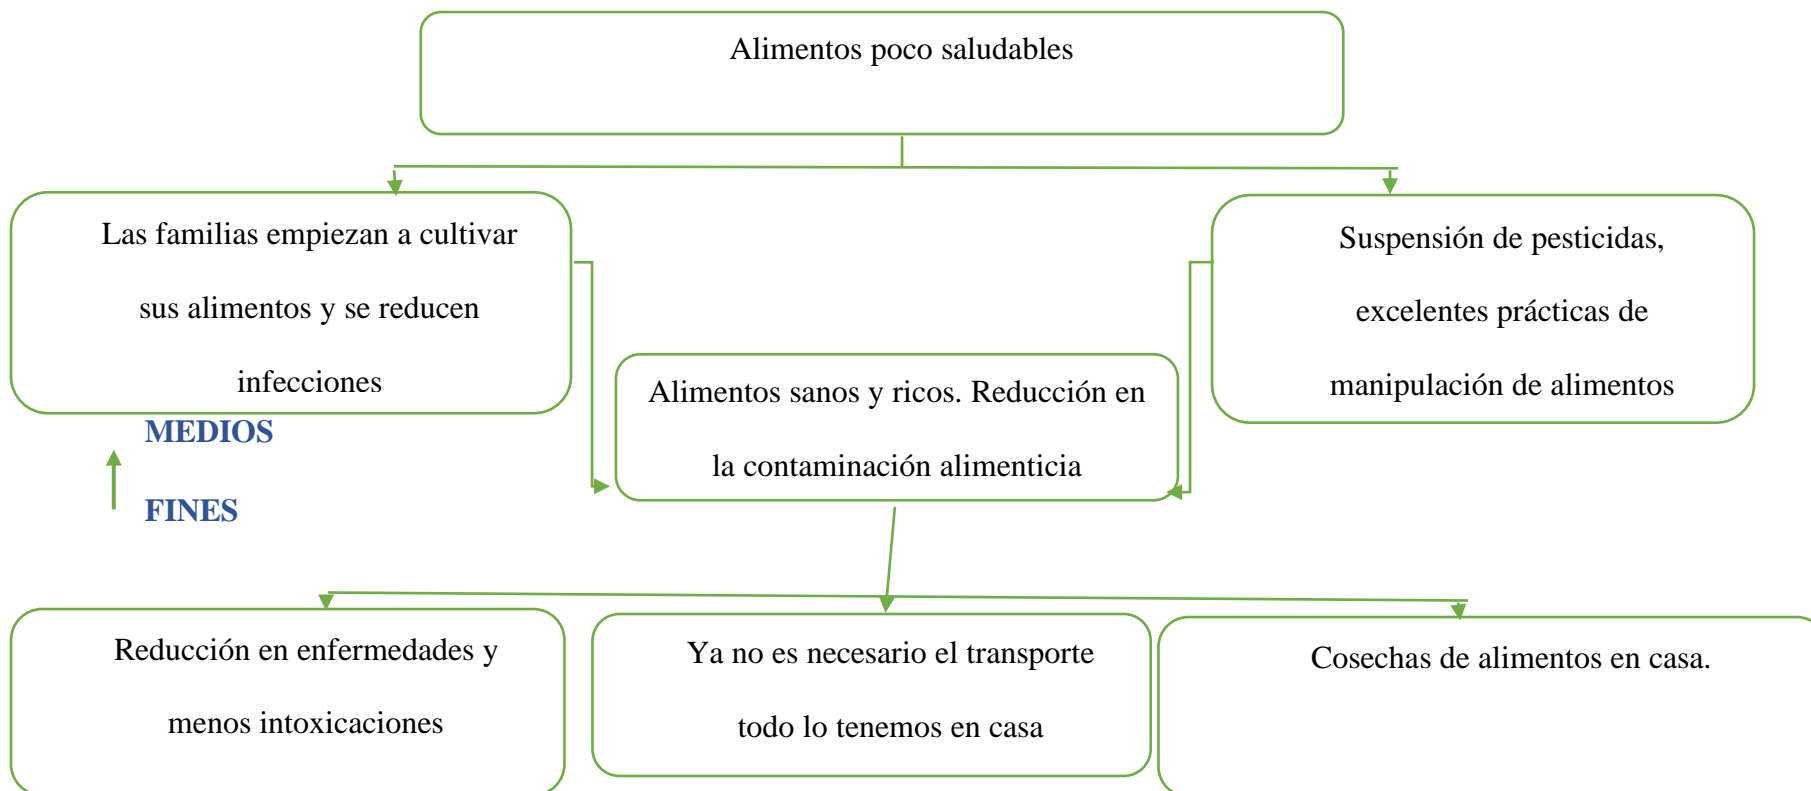 Alimentos poco saludables
Las familias empiezan a cultivar
sus alimentos y se reducen
infecciones
Suspensión de pesticidas,
excelentes prácticas de
manipulación de alimentos
Alimentos sanos y ricos. Reducción en
la contaminación alimenticia
MEDIOS
FINES
Reducción en enfermedades y
menos intoxicaciones
Ya no es necesario el transporte
todo lo tenemos en casa
Cosechas de alimentos en casa.